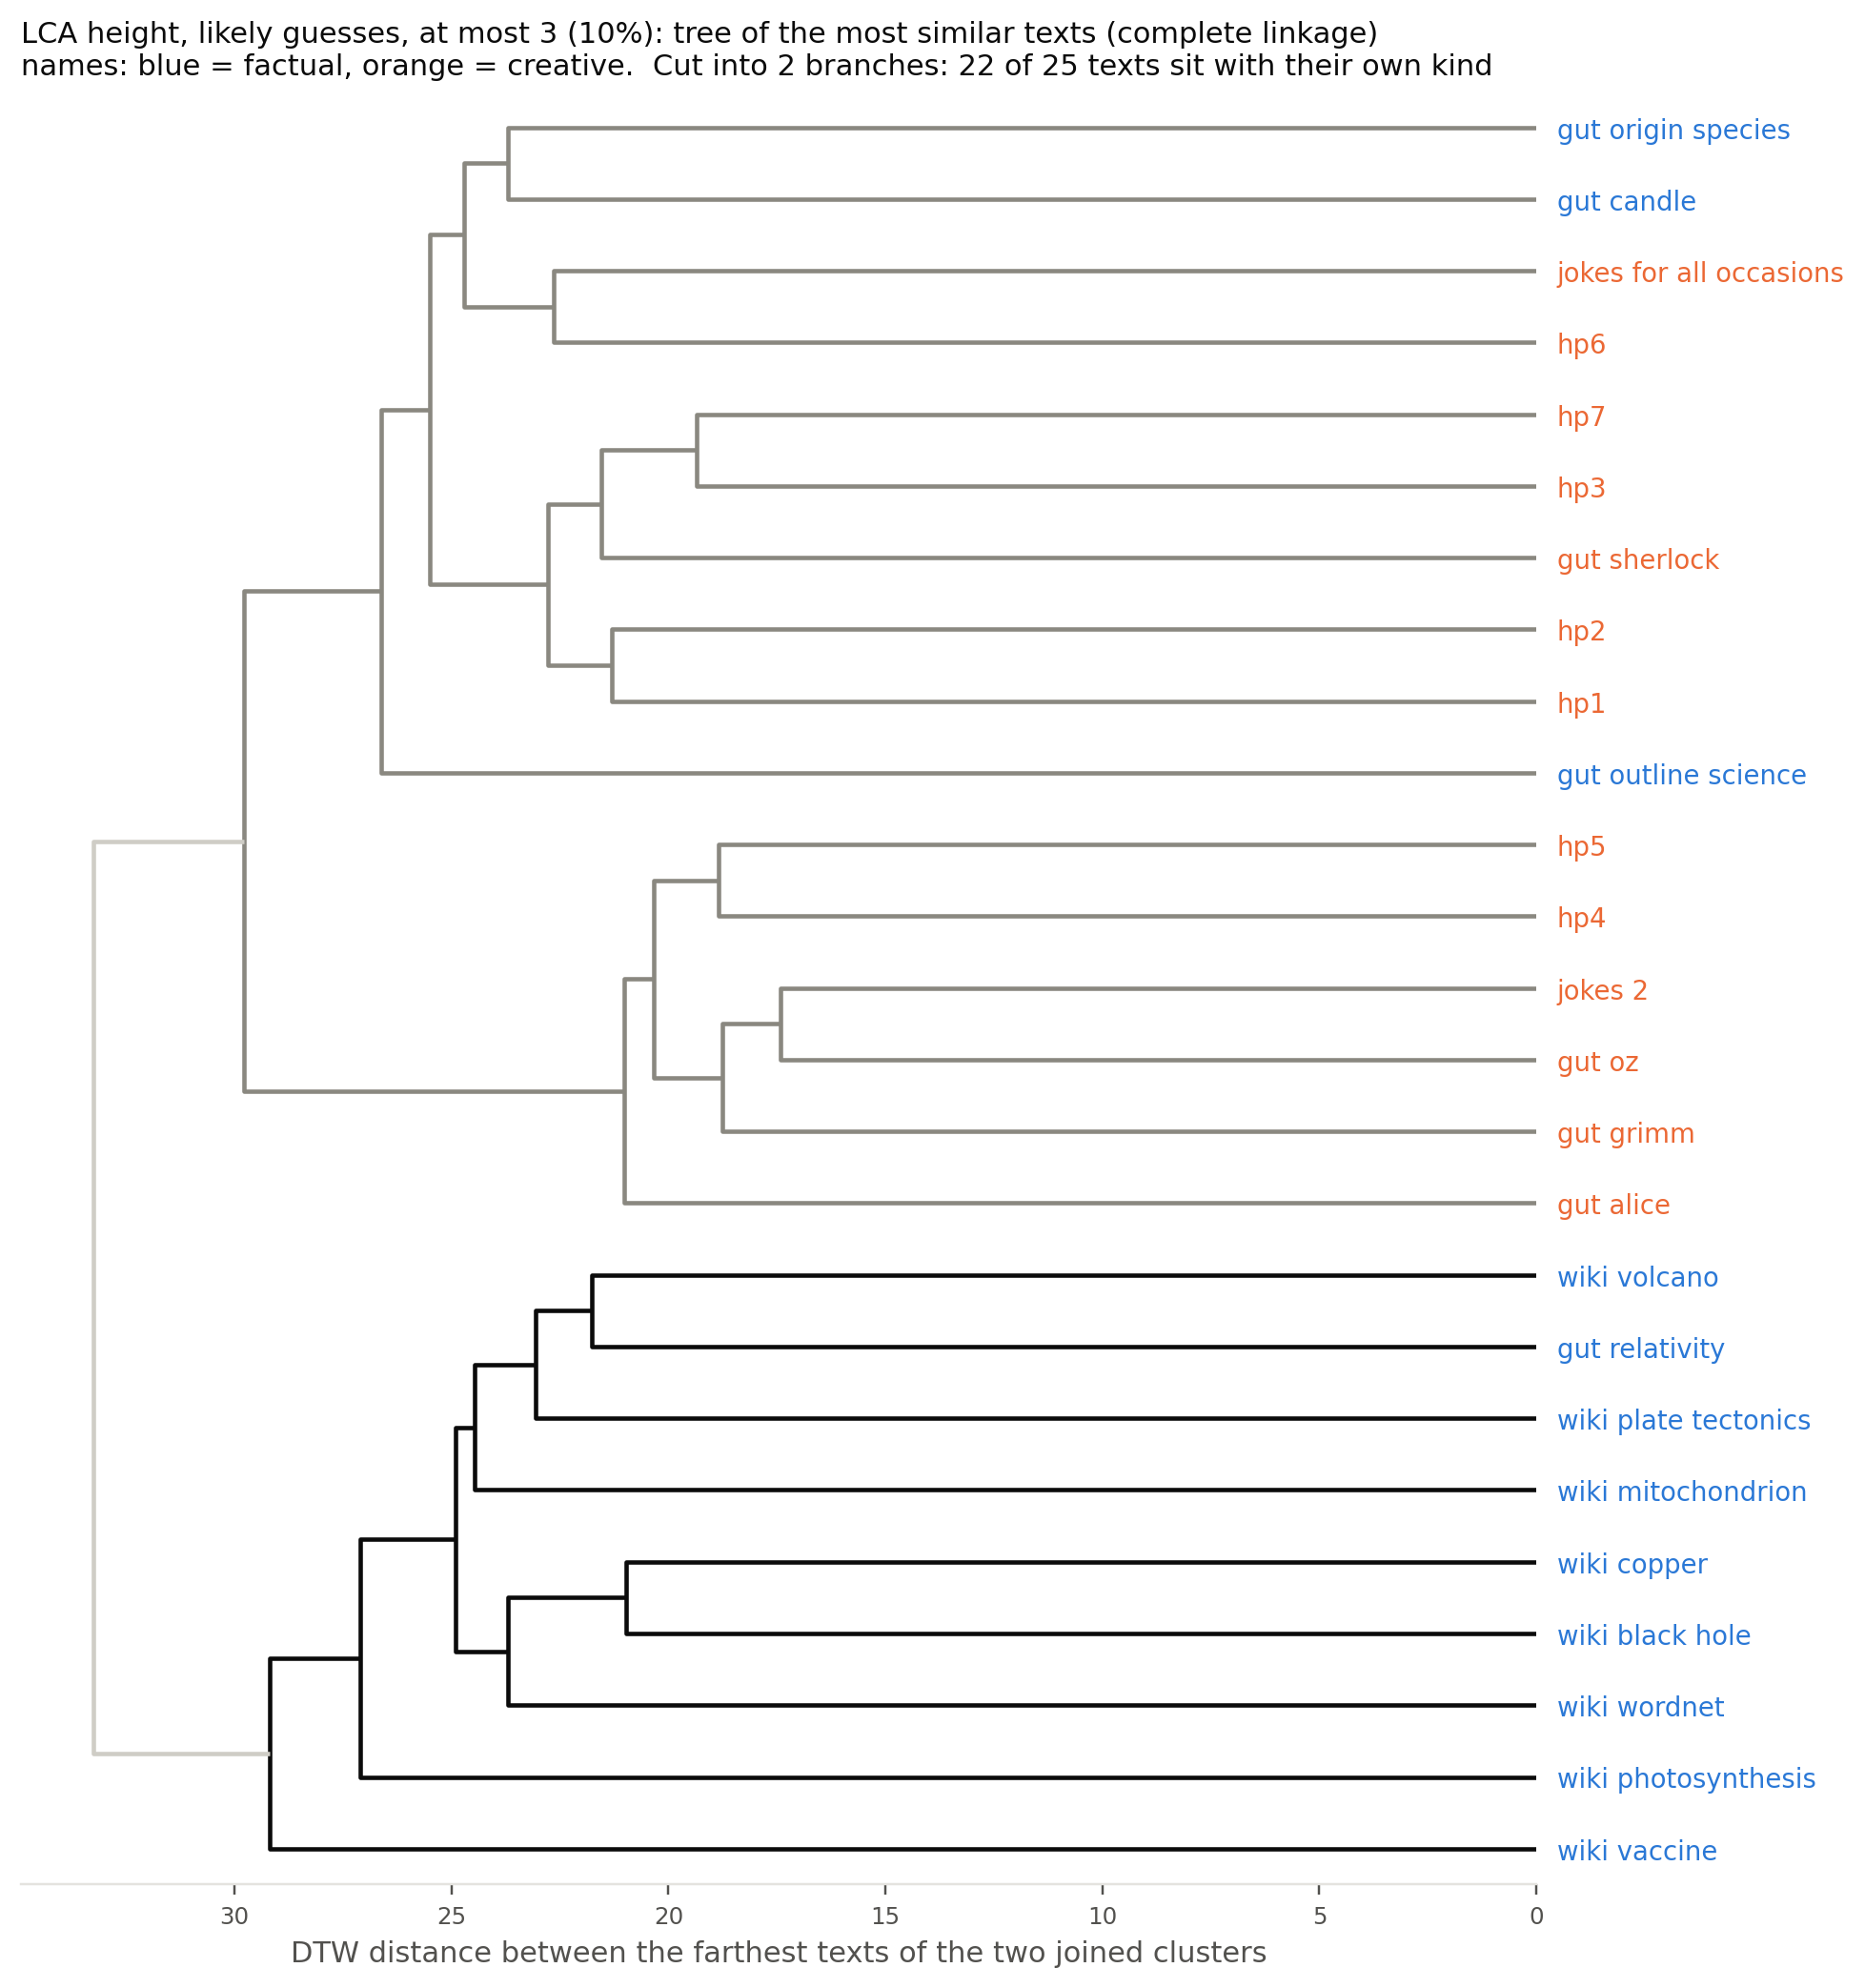 LCA height, likely guesses, at most 3 (10%): tree of the most similar texts (complete linkage)
names: blue = factual, orange = creative.  Cut into 2 branches: 22 of 25 texts sit with their own kind
gut origin species
gut candle
jokes for all occasions
hp6
hp7
hp3
gut sherlock
hp2
hp1
gut outline science
hp5
hp4
jokes 2
gut oz
gut grimm
gut alice
wiki volcano
gut relativity
wiki plate tectonics
wiki mitochondrion
wiki copper
wiki black hole
wiki wordnet
wiki photosynthesis
wiki vaccine
30 25 20 15 10 5 0
DTW distance between the farthest texts of the two joined clusters